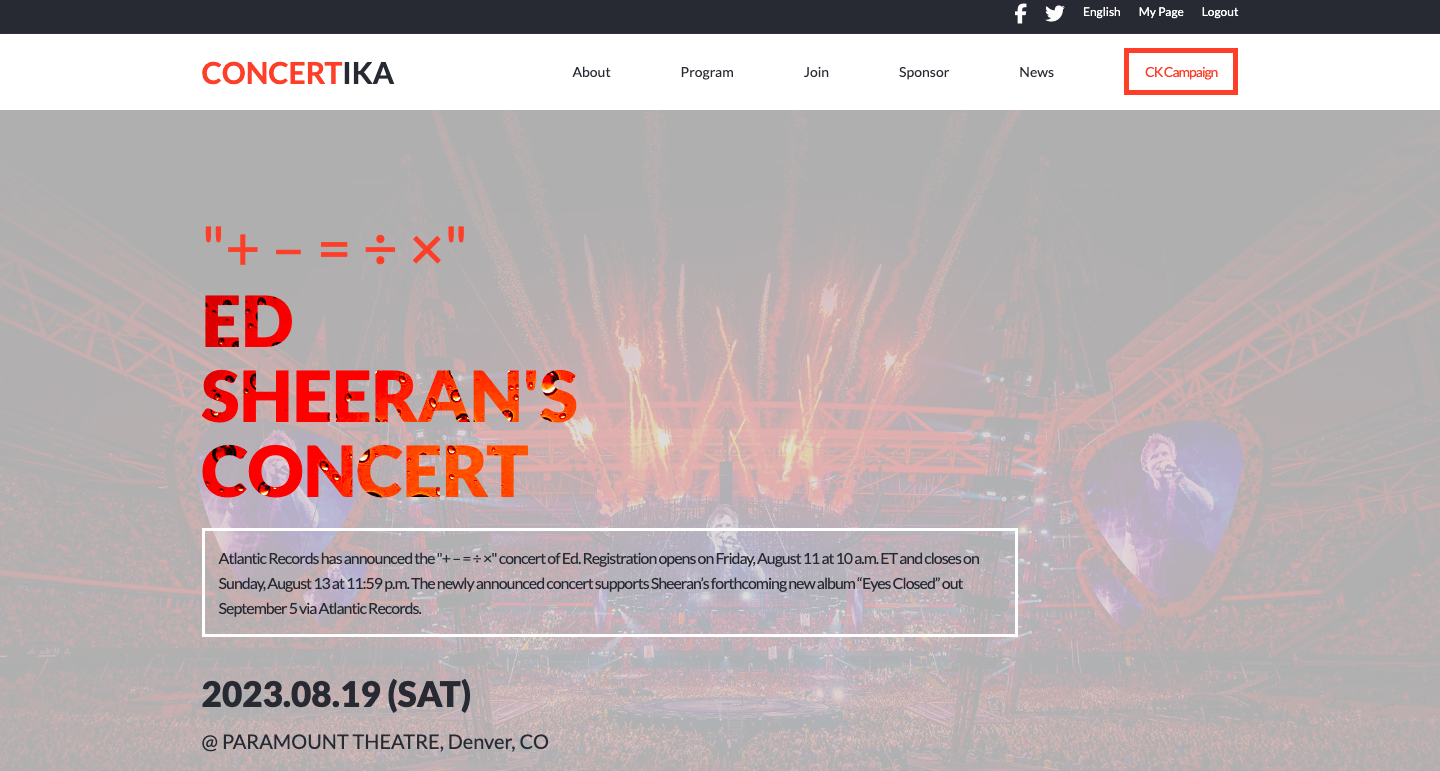 English My Page Logout
CONCERTIKA
About Program Join Sponsor News CK Campaign
"+ – = ÷ ×"
ED
SHEERAN'S
CONCERT
Atlantic Records has announced the "+ – = ÷ ×" concert of Ed. Registration opens on Friday, August 11 at 10 a.m. ET and closes on
Sunday, August 13 at 11:59 p.m. The newly announced concert supports Sheeran’s forthcoming new album “Eyes Closed” out
September 5 via Atlantic Records.
2023.08.19 (SAT)
@ PARAMOUNT THEATRE, Denver, CO